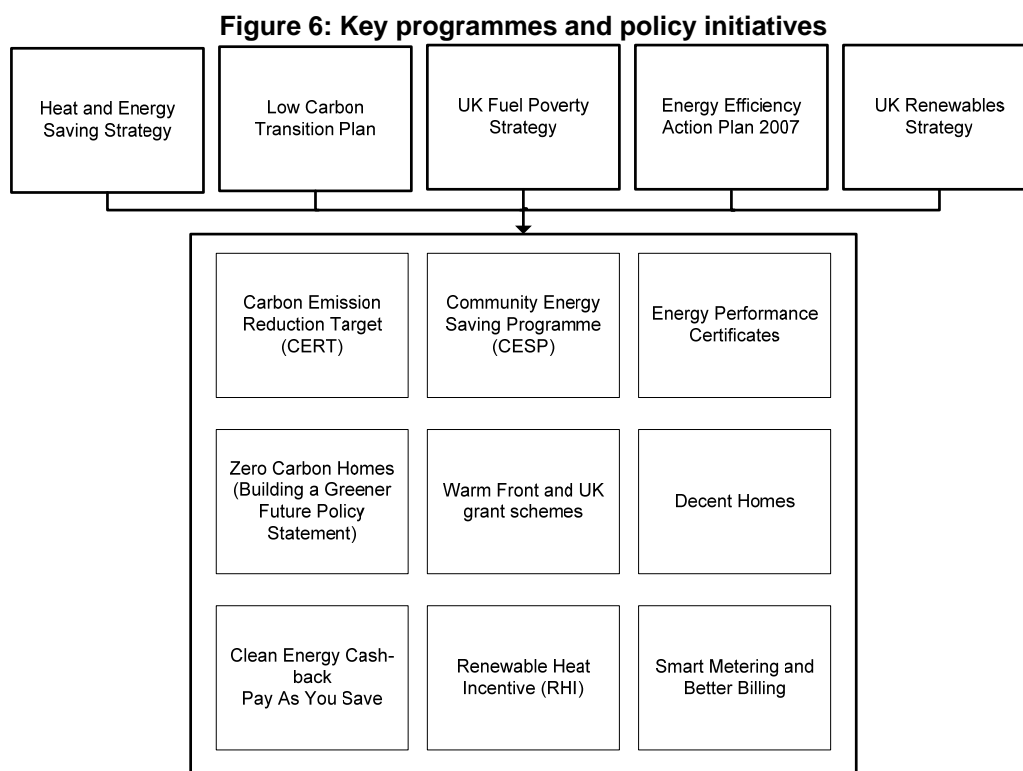 Figure 6: Key programmes and policy initiatives
Heat and Energy
Saving Strategy
Low Carbon
Transition Plan
UK Fuel Poverty
Strategy
Energy Efficiency
Action Plan 2007
UK Renewables
Strategy
Carbon Emission
Reduction Target
(CERT)
Community Energy
Saving Programme
(CESP)
Energy Performance
Certificates
Zero Carbon Homes
(Building a Greener
Future Policy
Statement)
Warm Front and UK
grant schemes
Decent Homes
Clean Energy Cash-
back
Pay As You Save
Renewable Heat
Incentive (RHI)
Smart Metering and
Better Billing